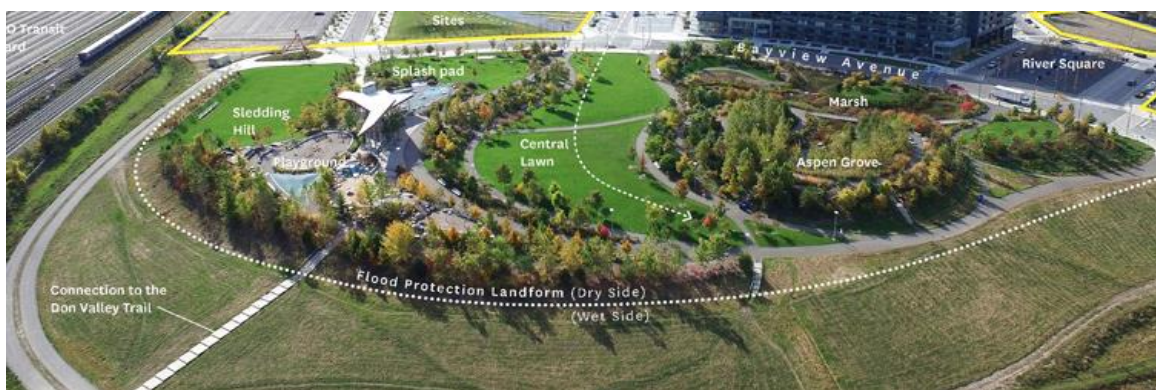 O Transit
ard
Sites
Bayview Avenue
River Square
Splash pad
Marsh
Sledding
Hill
Central
Lawn
Playground
Aspen Grove
Flood Protection Landform (Dry Side)
(Wet Side)
Connection to the
Don Valley Trail